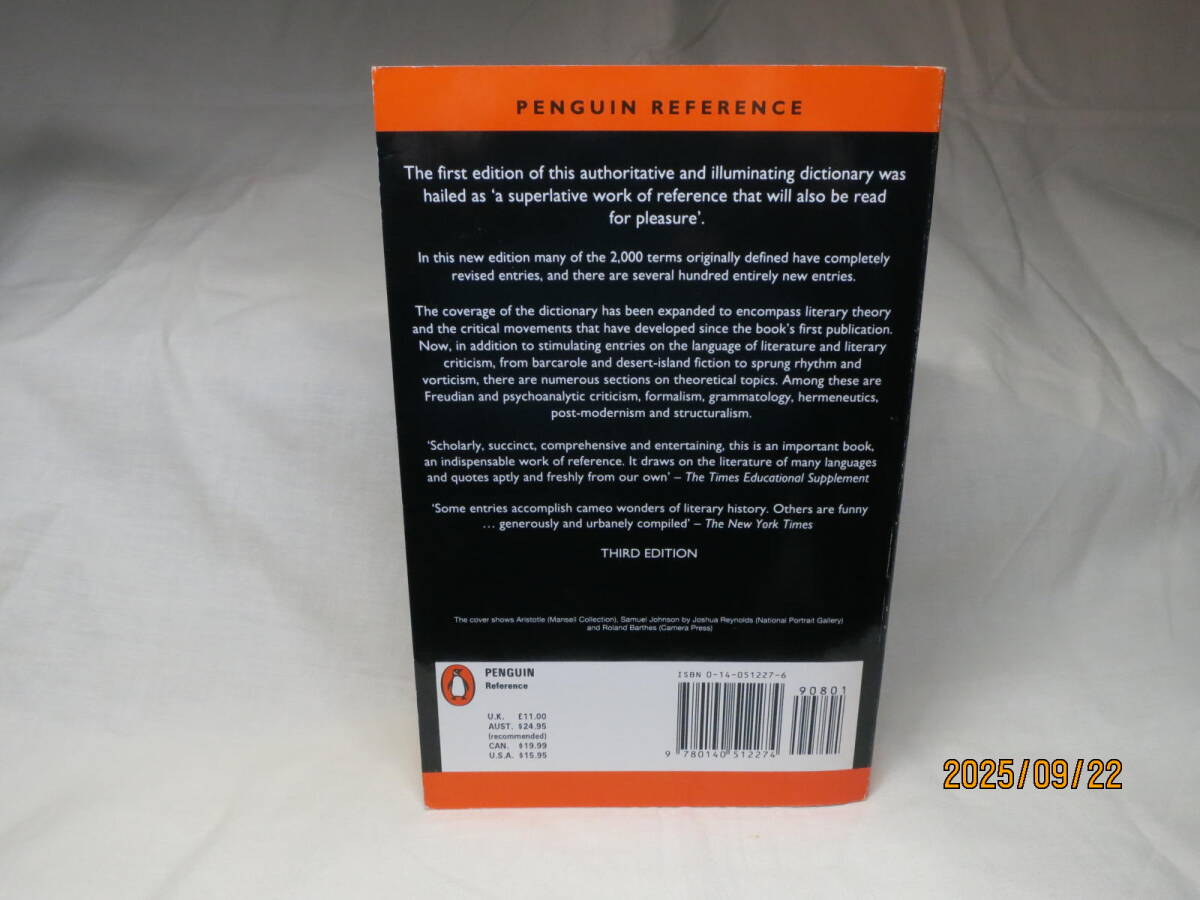 PENGUIN REFERENCE
The first edition of this authoritative and illuminating dictionary was
hailed as ‘a superlative work of reference that will also be read
for pleasure’.
In this new edition many of the 2,000 terms originally defined have completely
revised entries, and there are several hundred entirely new entries.
The coverage of the dictionary has been expanded to encompass literary theory
and the critical movements that have developed since the book’s first publication.
Now, in addition to stimulating entries on the language of literature and literary
criticism, from barcarole and desert-island fiction to sprung rhythm and
vorticism, there are numerous sections on theoretical topics. Among these are
Freudian and psychoanalytic criticism, formalism, grammatology, hermeneutics,
post-modernism and structuralism.
‘Scholarly, succinct, comprehensive and entertaining, this is an important book,
an indispensable work of reference. It draws on the literature of many languages
and quotes aptly and freshly from our own’ – The Times Educational Supplement
‘Some entries accomplish cameo wonders of literary history. Others are funny
… generously and urbanely compiled’ – The New York Times
THIRD EDITION
The cover shows Aristotle (Mansell Collection), Samuel Johnson by Joshua Reynolds (National Portrait Gallery)
and Roland Barthes (Camera Press)
PENGUIN
Reference
U.K. £11.00
AUST. $24.95
(recommended)
CAN. $19.99
U.S.A. $15.95
ISBN 0-14-051227-6
90801
9 780140 512274
2025/09/22